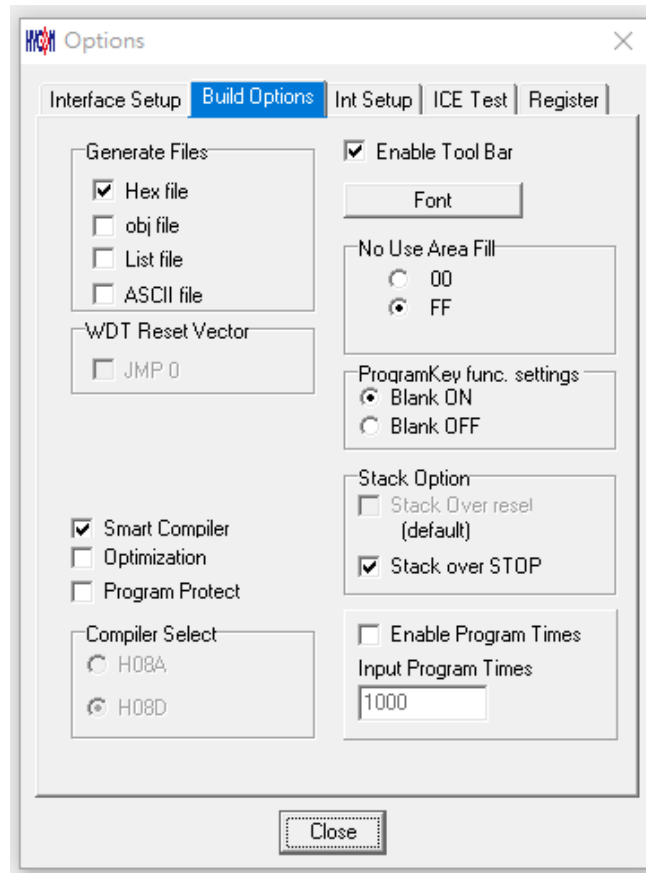 HYCON Options
Interface Setup Build Options Int Setup ICE Test Register
Generate Files
Hex file
obj file
List file
ASCII file
WDT Reset Vector
JMP 0
Smart Compiler
Optimization
Program Protect
Compiler Select
H08A
H08D
Enable Tool Bar
Font
No Use Area Fill
00
FF
ProgramKey func. settings
Blank ON
Blank OFF
Stack Option
Stack Over reset
(default)
Stack over STOP
Enable Program Times
Input Program Times
1000
Close